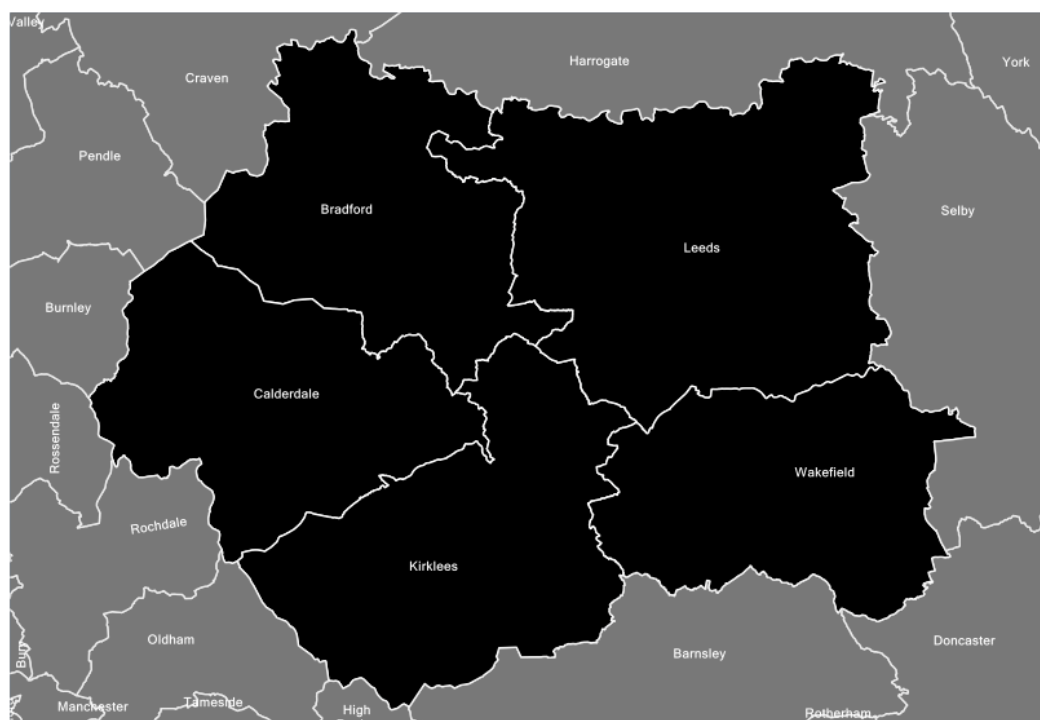 Valley
Craven
Harrogate
York
Pendle
Bradford
Selby
Leeds
Burnley
Calderdale
Rossendale
Wakefield
Rochdale
Kirklees
Oldham
Bury
Barnsley
Doncaster
Manchester
Tameside
High
Rotherham